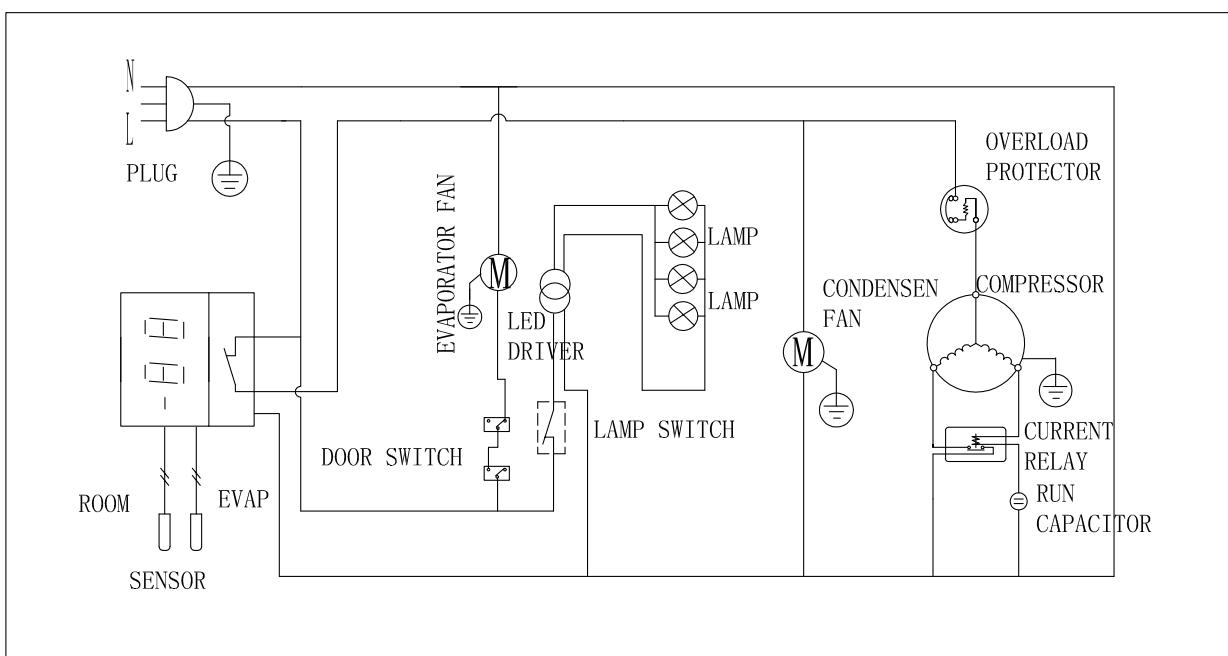 N
L
PLUG
OVERLOAD
PROTECTOR
EVAPORATOR FAN
M
LAMP
LAMP
COMPRESSOR
CONDENSEN
FAN
LED
DRIVER
M
LAMP SWITCH
DOOR SWITCH
CURRENT
RELAY
ROOM
EVAP
RUN
CAPACITOR
SENSOR